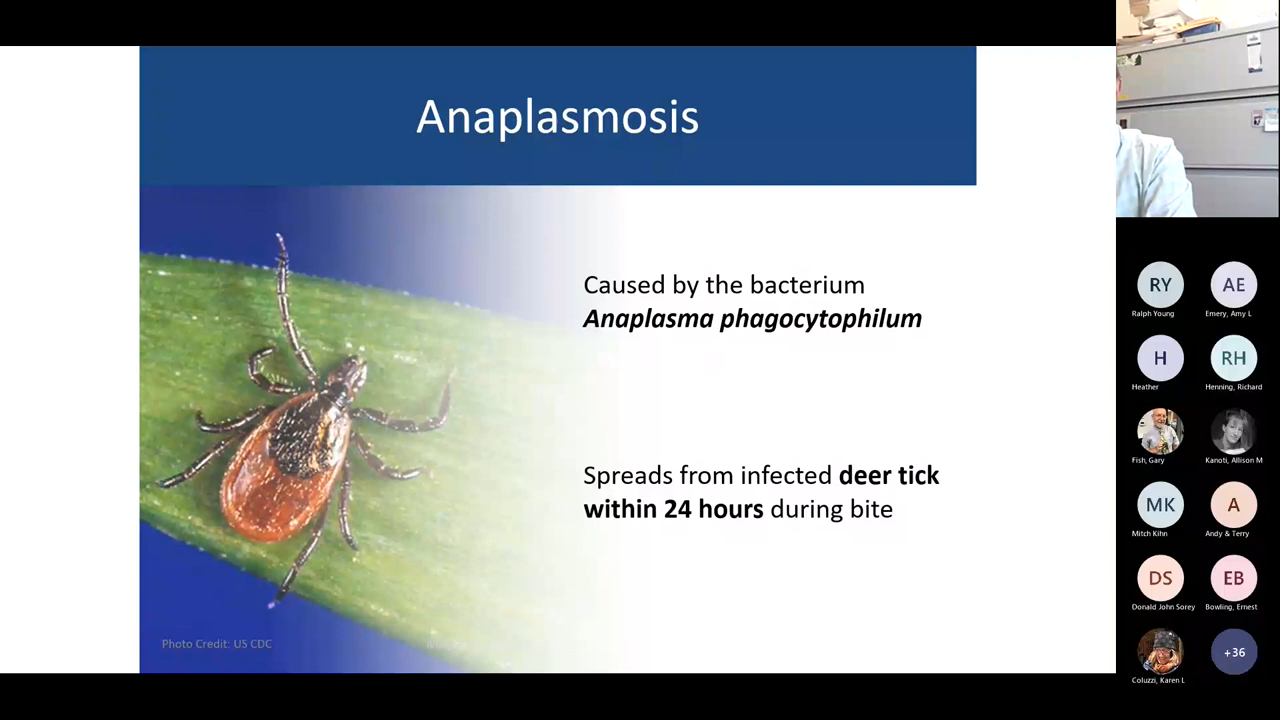 Anaplasmosis
Caused by the bacterium
Anaplasma phagocytophilum
Spreads from infected deer tick
within 24 hours during bite
Photo Credit: US CDC
RY
AE
Ralph Young
Emery, Amy L
H
RH
Heather
Henning, Richard
Fish, Gary
Kanoti, Allison M
MK
A
Mitch Kihn
Andy & Terry
DS
EB
Donald John Sorey
Bowling, Ernest
+36
Coluzzi, Karen L